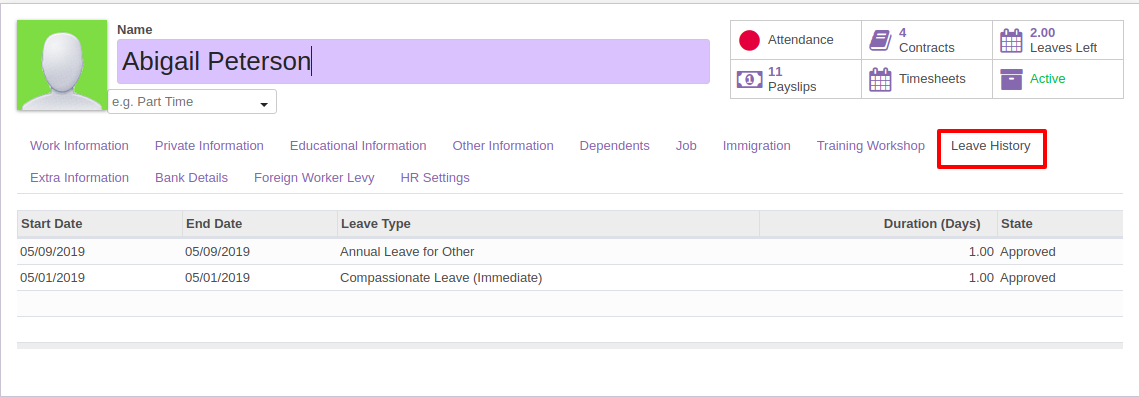 Name
Abigail Peterson
e.g. Part Time
Attendance
4
Contracts
2.00
Leaves Left
1
11
Payslips
Timesheets
Active
Work Information Private Information Educational Information Other Information Dependents Job Immigration Training Workshop Leave History
Extra Information Bank Details Foreign Worker Levy HR Settings
Start Date End Date Leave Type Duration (Days) State
05/09/2019 05/09/2019 Annual Leave for Other 1.00 Approved
05/01/2019 05/01/2019 Compassionate Leave (Immediate) 1.00 Approved